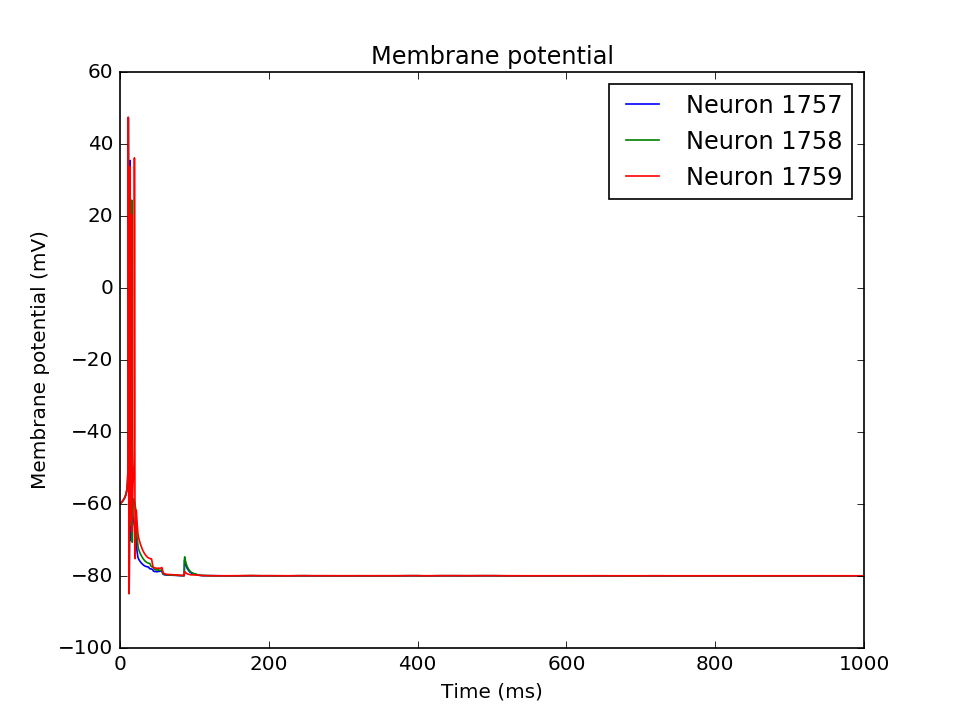 Membrane potential
60
40
20
0
−20
−40
−60
−80
−100
Membrane potential (mV)
Neuron 1757
Neuron 1758
Neuron 1759
0 200 400 600 800 1000
Time (ms)